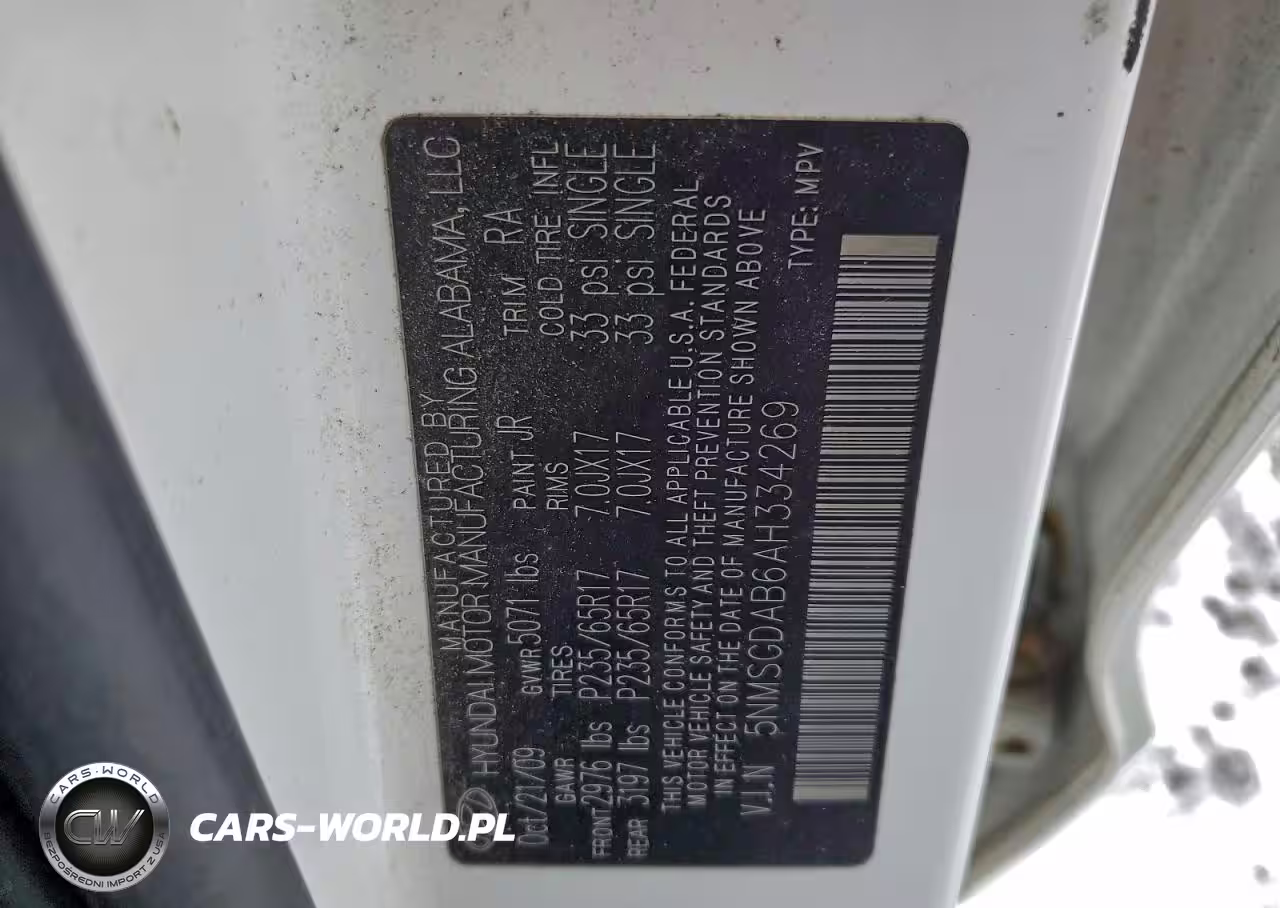 MANUFACTURED BY
HYUNDAI MOTOR MANUFACTURING ALABAMA, LLC
Oct/21/09 GVWR 5071 lbs PAINT JR TRIM RA
GAWR TIRES RIMS COLD TIRE INFL
FRONT 2976 lbs P235/65R17 7.0JX17 33 psi SINGLE
REAR 3197 lbs P235/65R17 7.0JX17 33 psi SINGLE
THIS VEHICLE CONFORMS TO ALL APPLICABLE U.S.A. FEDERAL
MOTOR VEHICLE SAFETY AND THEFT PREVENTION STANDARDS
IN EFFECT ON THE DATE OF MANUFACTURE SHOWN ABOVE
V.I.N 5NMSGDAB6AH334269 TYPE: MPV
CARS-WORLD
CW
BEZPOŚREDNI IMPORT Z USA
CARS-WORLD.PL